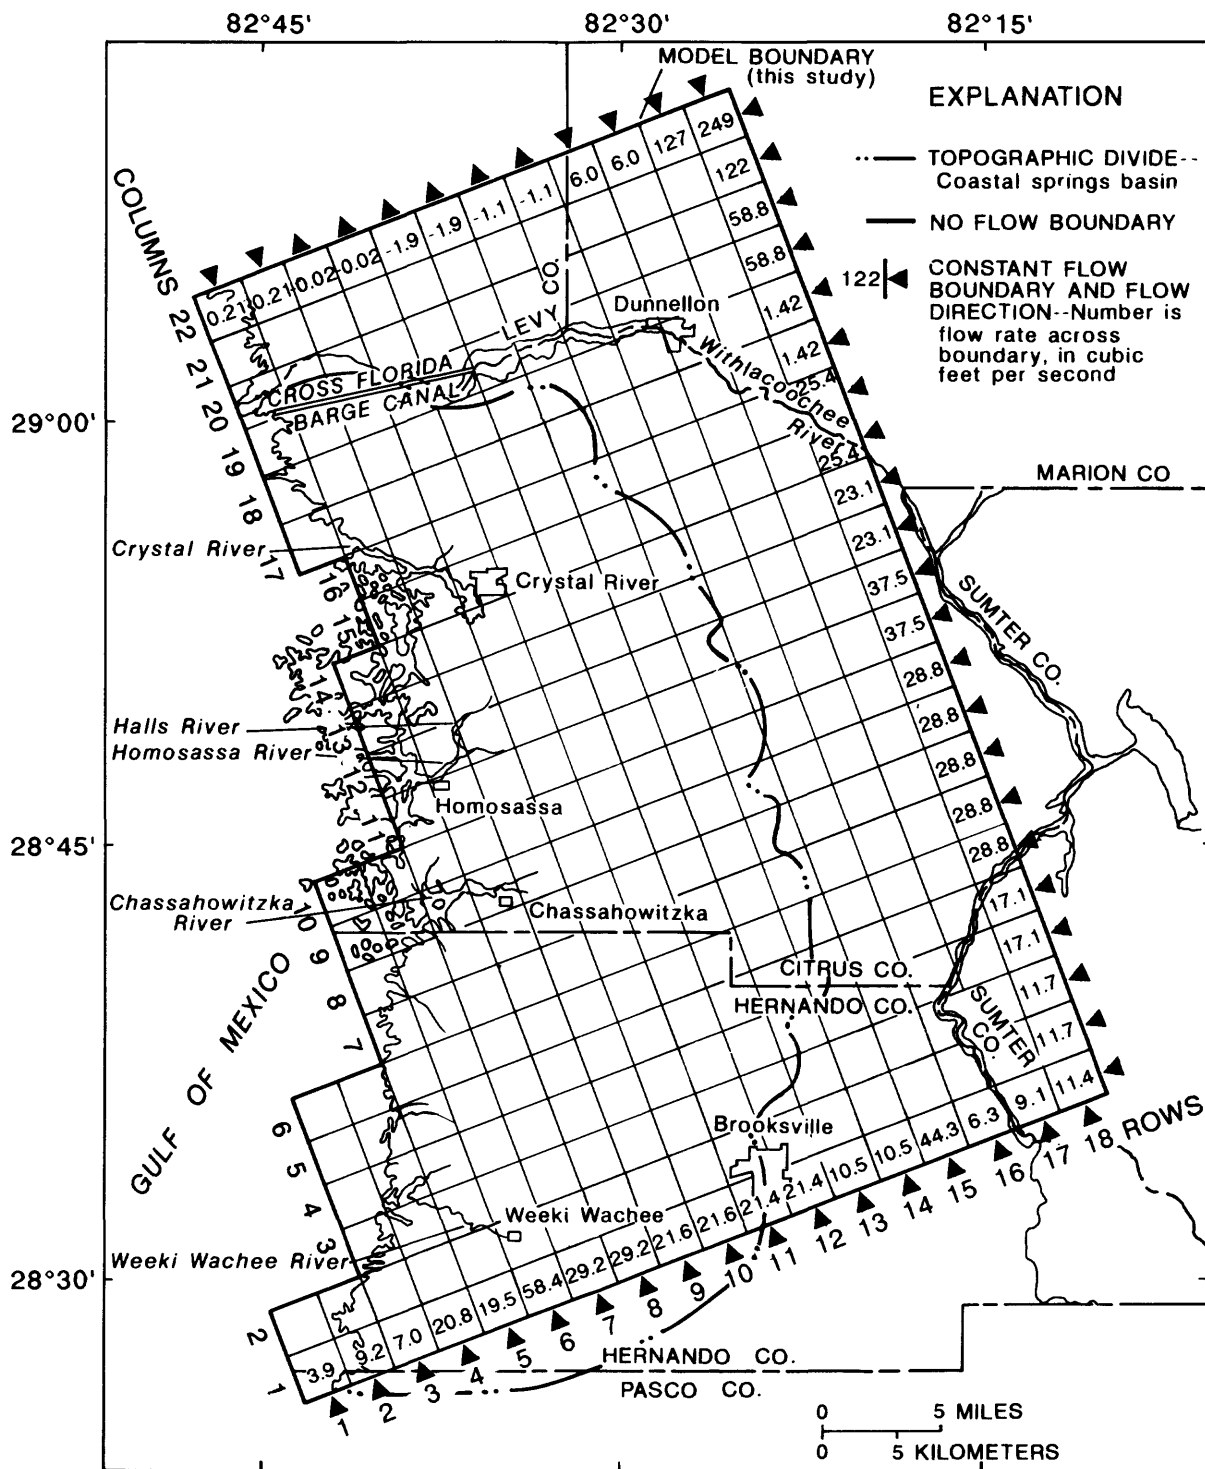 82°45'
82°30'
82°15'
MODEL BOUNDARY
(this study)
EXPLANATION
TOPOGRAPHIC DIVIDE--
Coastal springs basin
NO FLOW BOUNDARY
122
CONSTANT FLOW
BOUNDARY AND FLOW
DIRECTION--Number is
flow rate across
boundary, in cubic
feet per second
COLUMNS
22
21
20
19
18
17
16
15
14
13
12
11
10
9
8
7
6
5
4
3
2
1
0.21
0.21
-0.02
-0.02
-1.9
-1.9
-1.1
-1.1
6.0
6.0
127
249
122
58.8
58.8
1.42
1.42
25.4
25.4
23.1
23.1
37.5
37.5
28.8
28.8
28.8
28.8
28.8
17.1
17.1
11.7
11.7
11.4
9.1
6.3
44.3
10.5
10.5
21.4
21.4
21.6
21.6
29.2
29.2
58.4
19.5
20.8
7.0
9.2
3.9
LEVY CO.
Dunnellon
Withlacoochee
River
CROSS FLORIDA
BARGE CANAL
29°00'
MARION CO
Crystal River
Crystal River
SUMTER CO.
Halls River
Homosassa River
Homosassa
28°45'
Chassahowitzka
River
Chassahowitzka
CITRUS CO.
HERNANDO CO.
SUMTER
CO.
GULF OF MEXICO
Brooksville
Weeki Wachee
Weeki Wachee River
28°30'
1
2
3
4
5
6
7
8
9
10
11
12
13
14
15
16
17
18
ROWS
HERNANDO CO.
PASCO CO.
0 5 MILES
0 5 KILOMETERS